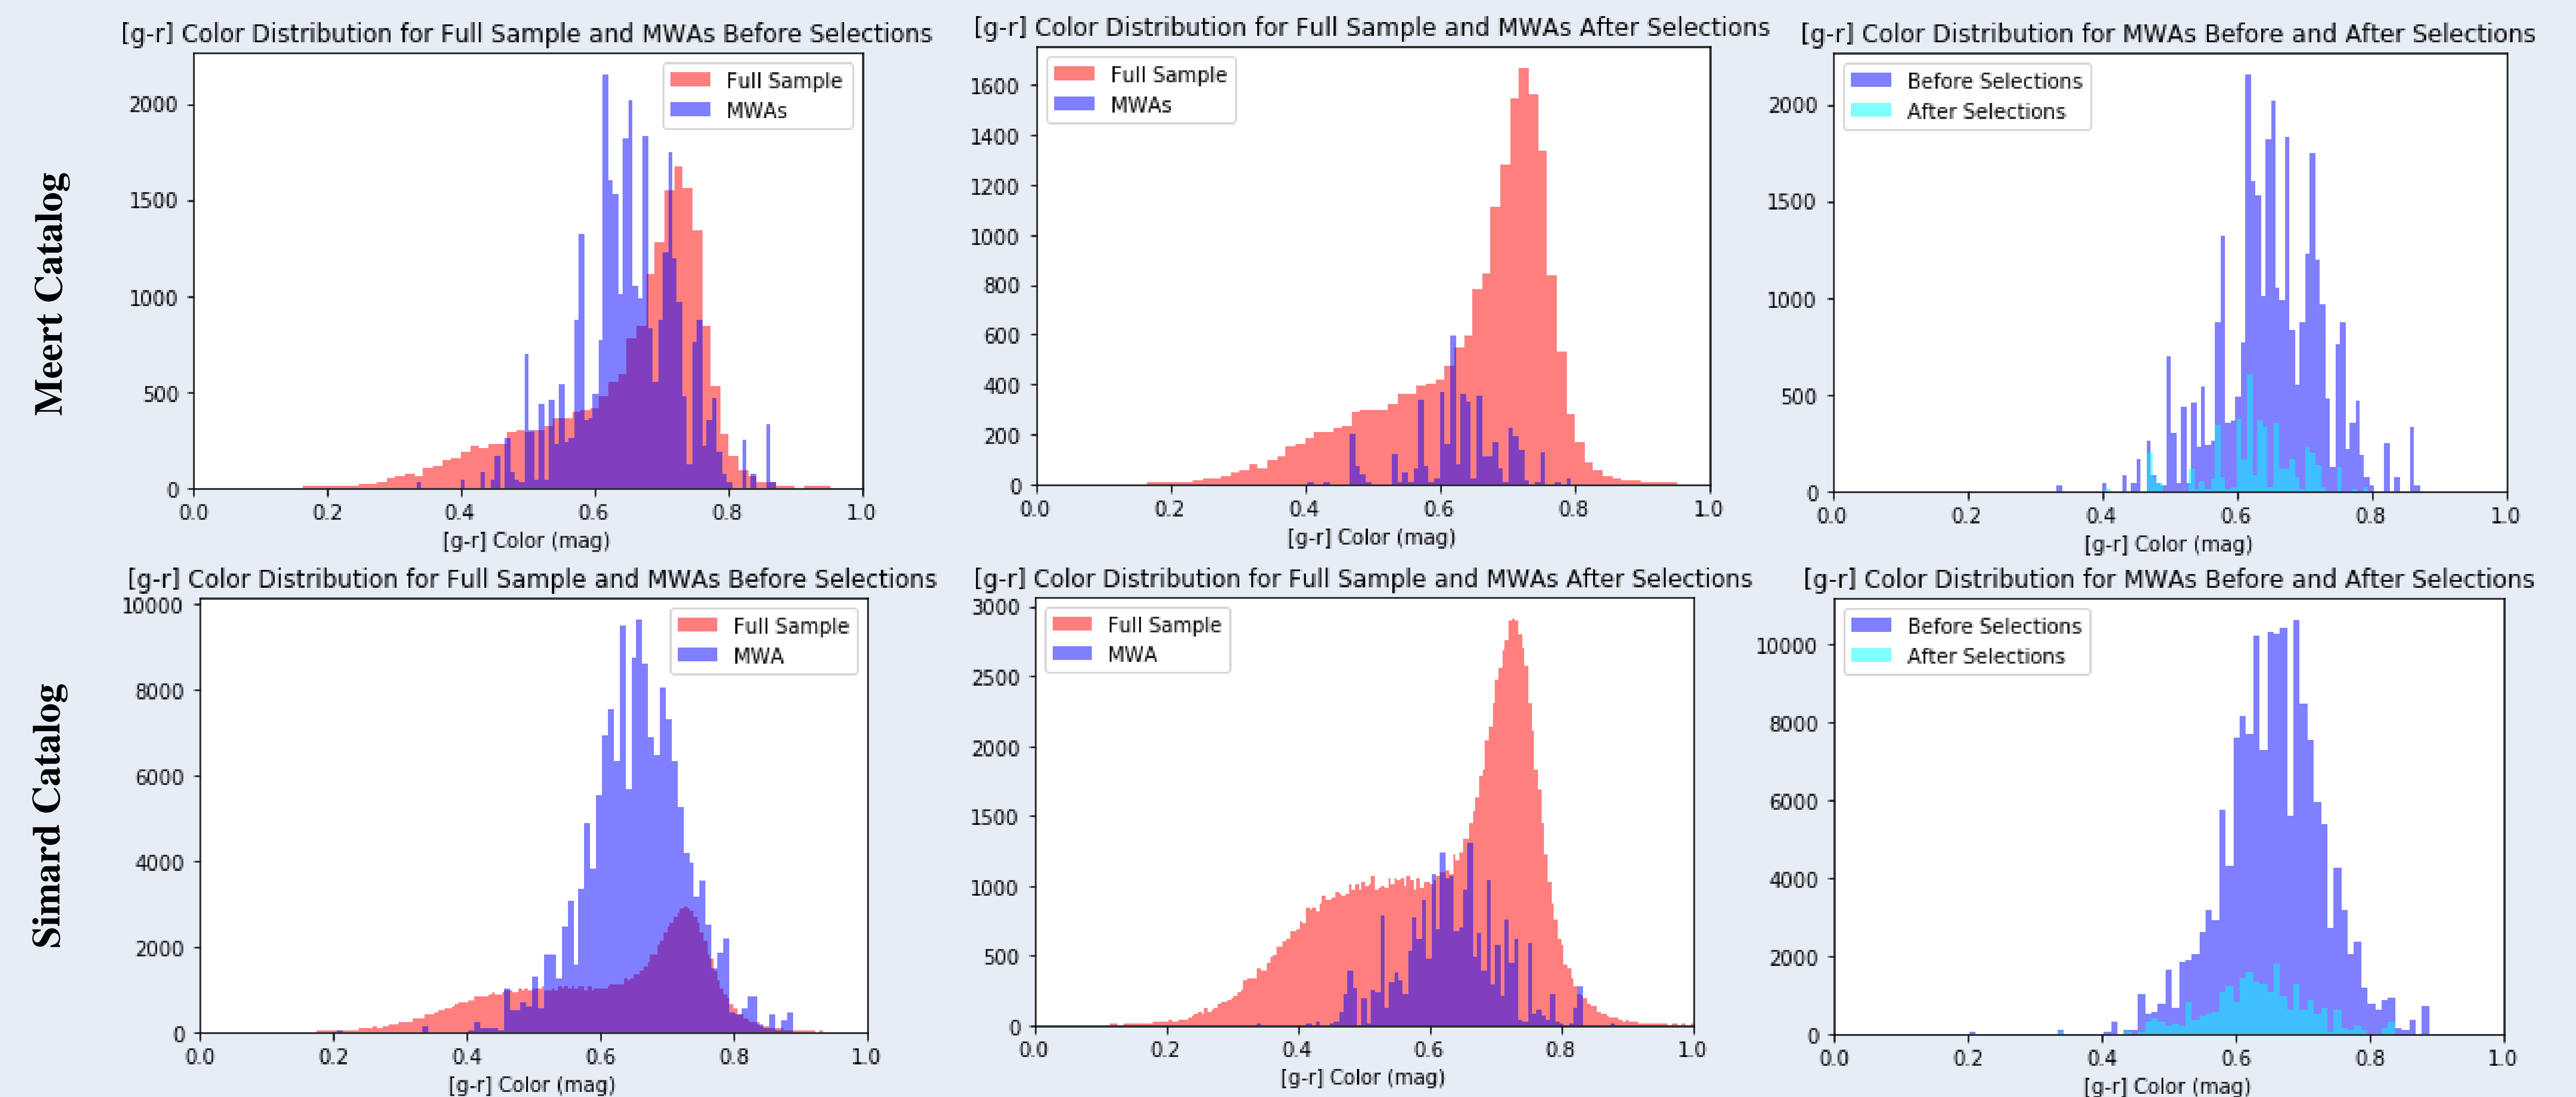 Meert Catalog
[g-r] Color Distribution for Full Sample and MWAs Before Selections
Full Sample
MWAs
2000
1500
1000
500
0
0.0 0.2 0.4 0.6 0.8 1.0
[g-r] Color (mag)
[g-r] Color Distribution for Full Sample and MWAs After Selections
Full Sample
MWAs
1600
1400
1200
1000
800
600
400
200
0
0.0 0.2 0.4 0.6 0.8 1.0
[g-r] Color (mag)
[g-r] Color Distribution for MWAs Before and After Selections
Before Selections
After Selections
2000
1500
1000
500
0
0.0 0.2 0.4 0.6 0.8 1.0
[g-r] Color (mag)
Simard Catalog
[g-r] Color Distribution for Full Sample and MWAs Before Selections
Full Sample
MWA
10000
8000
6000
4000
2000
0
0.0 0.2 0.4 0.6 0.8 1.0
[g-r] Color (mag)
[g-r] Color Distribution for Full Sample and MWAs After Selections
Full Sample
MWA
3000
2500
2000
1500
1000
500
0
0.0 0.2 0.4 0.6 0.8 1.0
[g-r] Color (mag)
[g-r] Color Distribution for MWAs Before and After Selections
Before Selections
After Selections
10000
8000
6000
4000
2000
0
0.0 0.2 0.4 0.6 0.8 1.0
[g-r] Color (mag)